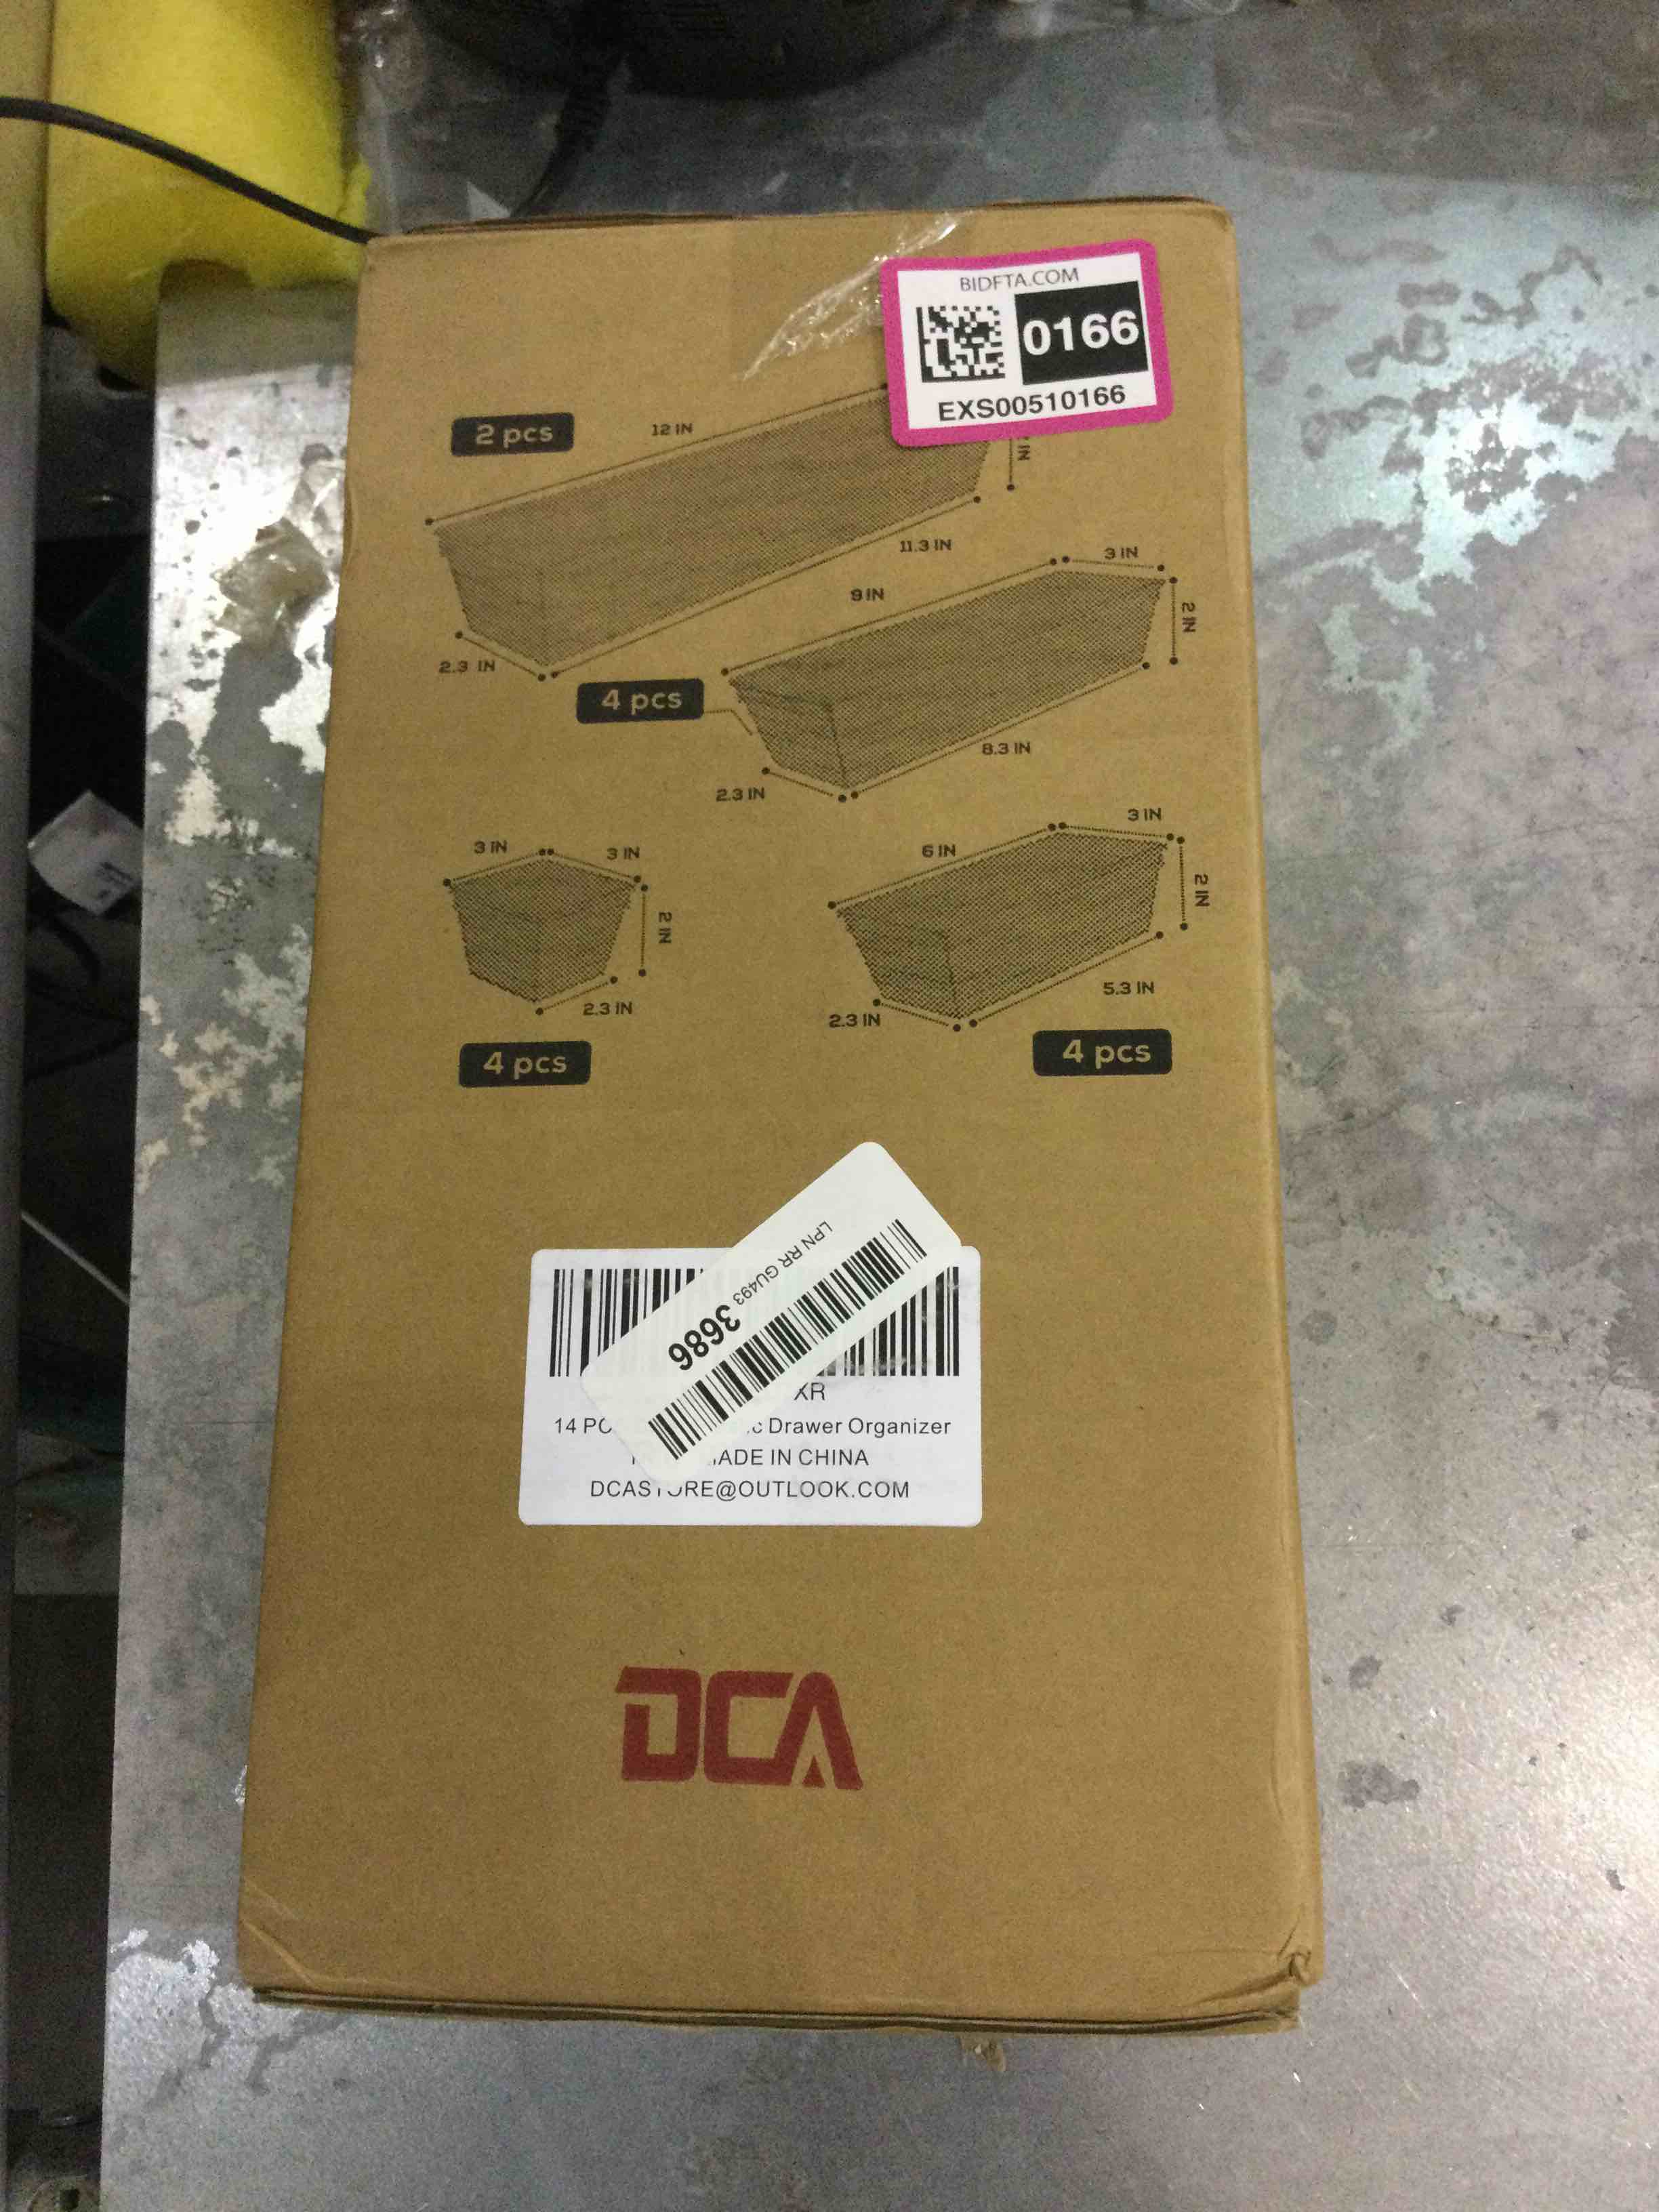 BIDFTA.COM
0166
EXS00510166
2 pcs
12 IN
IN
11.3 IN
2.3 IN
3 IN
9 IN
2 IN
4 pcs
8.3 IN
2.3 IN
3 IN
3 IN
2 IN
2.3 IN
4 pcs
3 IN
6 IN
2 IN
5.3 IN
2.3 IN
4 pcs
LPN RR GU493 3686
XR
14 PC Drawer Organizer
MADE IN CHINA
DCASTORE@OUTLOOK.COM
DCA